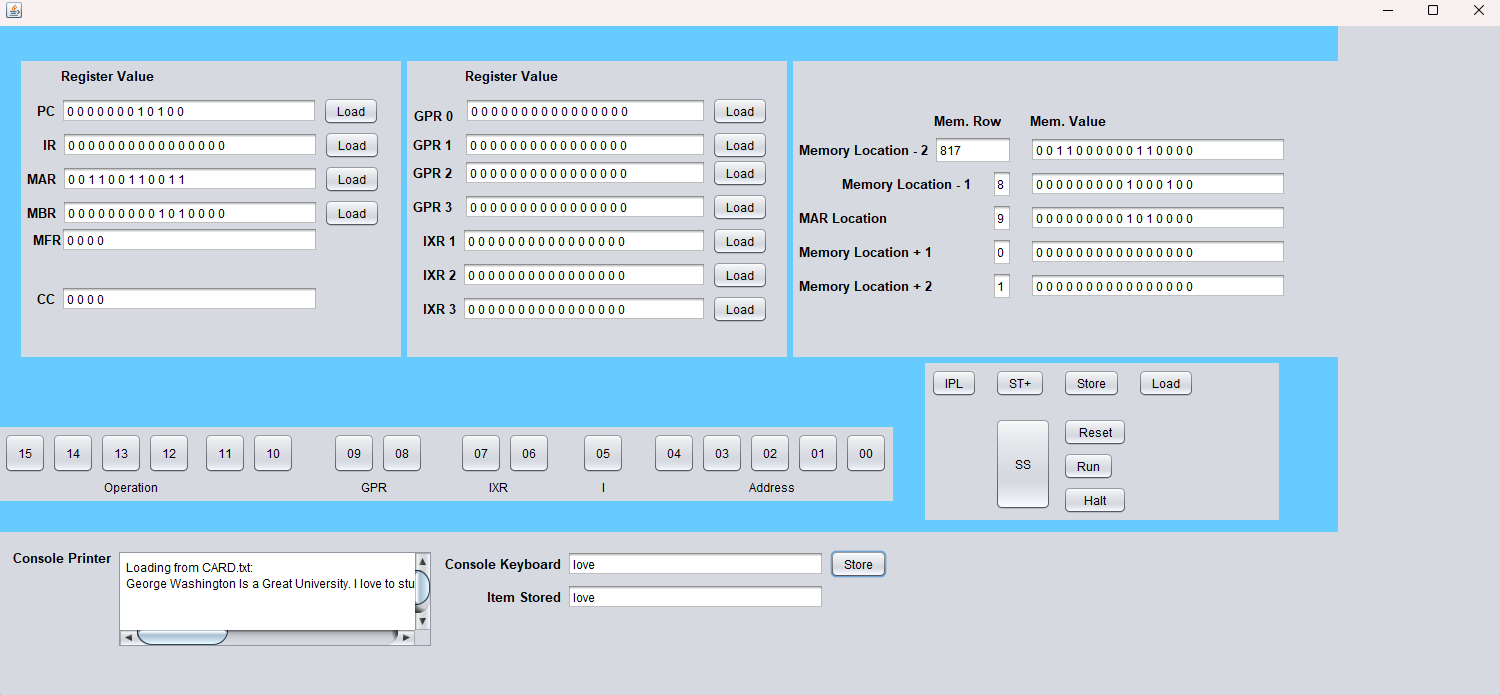 Register Value
PC 0 0 0 0 0 0 0 1 0 1 0 0 Load
IR 0 0 0 0 0 0 0 0 0 0 0 0 0 0 0 0 Load
MAR 0 0 1 1 0 0 1 1 0 0 1 1 Load
MBR 0 0 0 0 0 0 0 0 0 1 0 1 0 0 0 0 Load
MFR 0 0 0 0
CC 0 0 0 0
Register Value
GPR 0 0 0 0 0 0 0 0 0 0 0 0 0 0 0 0 0 Load
GPR 1 0 0 0 0 0 0 0 0 0 0 0 0 0 0 0 0 Load
GPR 2 0 0 0 0 0 0 0 0 0 0 0 0 0 0 0 0 Load
GPR 3 0 0 0 0 0 0 0 0 0 0 0 0 0 0 0 0 Load
IXR 1 0 0 0 0 0 0 0 0 0 0 0 0 0 0 0 0 Load
IXR 2 0 0 0 0 0 0 0 0 0 0 0 0 0 0 0 0 Load
IXR 3 0 0 0 0 0 0 0 0 0 0 0 0 0 0 0 0 Load
Mem. Row Mem. Value
Memory Location - 2 817 0 0 1 1 0 0 0 0 0 0 1 1 0 0 0 0
Memory Location - 1 8 0 0 0 0 0 0 0 0 0 1 0 0 0 1 0 0
MAR Location 9 0 0 0 0 0 0 0 0 0 1 0 1 0 0 0 0
Memory Location + 1 0 0 0 0 0 0 0 0 0 0 0 0 0 0 0 0 0
Memory Location + 2 1 0 0 0 0 0 0 0 0 0 0 0 0 0 0 0 0
IPL ST+ Store Load
SS
Reset
Run
Halt
15 14 13 12 11 10 09 08 07 06 05 04 03 02 01 00
Operation GPR IXR I Address
Console Printer
Loading from CARD.txt:
George Washington Is a Great University. I love to stu
Console Keyboard love Store
Item Stored love